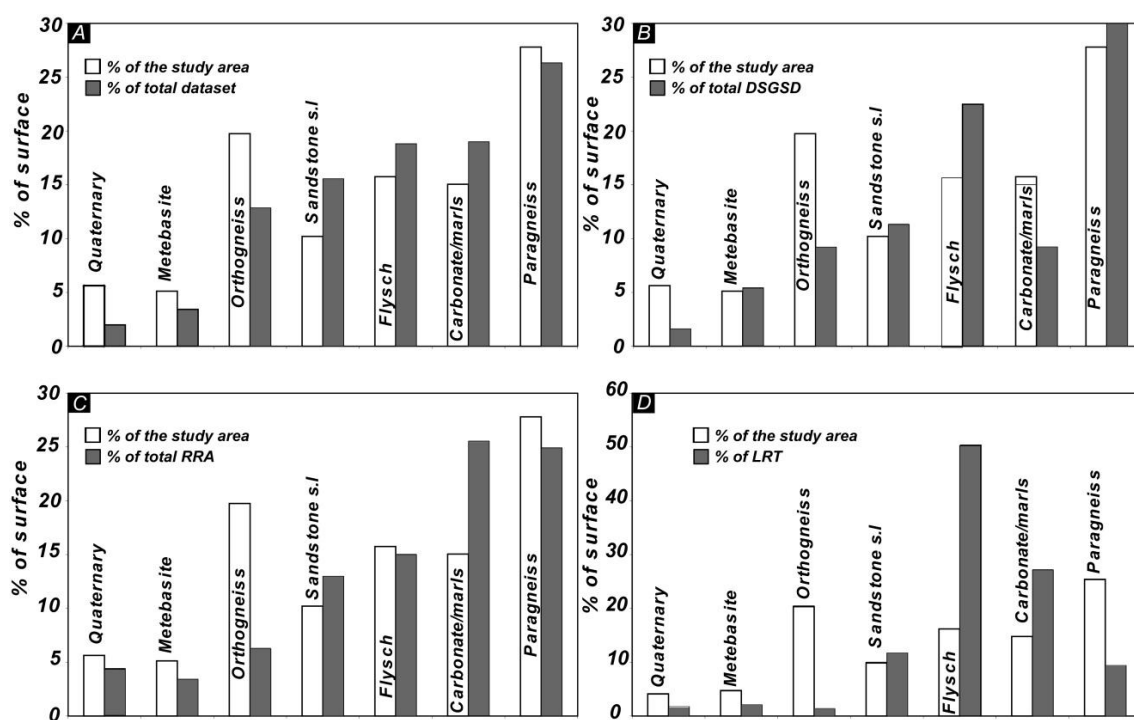 A
% of the study area
% of total dataset
% of surface
30
25
20
15
10
5
0
Quaternary
Metebasite
Orthogneiss
Sandstone s.l
Flysch
Carbonate/marls
Paragneiss
B
% of the study area
% of total DSGSD
% of surface
30
25
20
15
10
5
0
Quaternary
Metebasite
Orthogneiss
Sandstone s.l
Flysch
Carbonate/marls
Paragneiss
C
% of the study area
% of total RRA
% of surface
30
25
20
15
10
5
0
Quaternary
Metebasite
Orthogneiss
Sandstone s.l
Flysch
Carbonate/marls
Paragneiss
D
% of the study area
% of LRT
% of surface
60
50
40
30
20
10
0
Quaternary
Metebasite
Orthogneiss
Sandstone s.l
Flysch
Carbonate/marls
Paragneiss